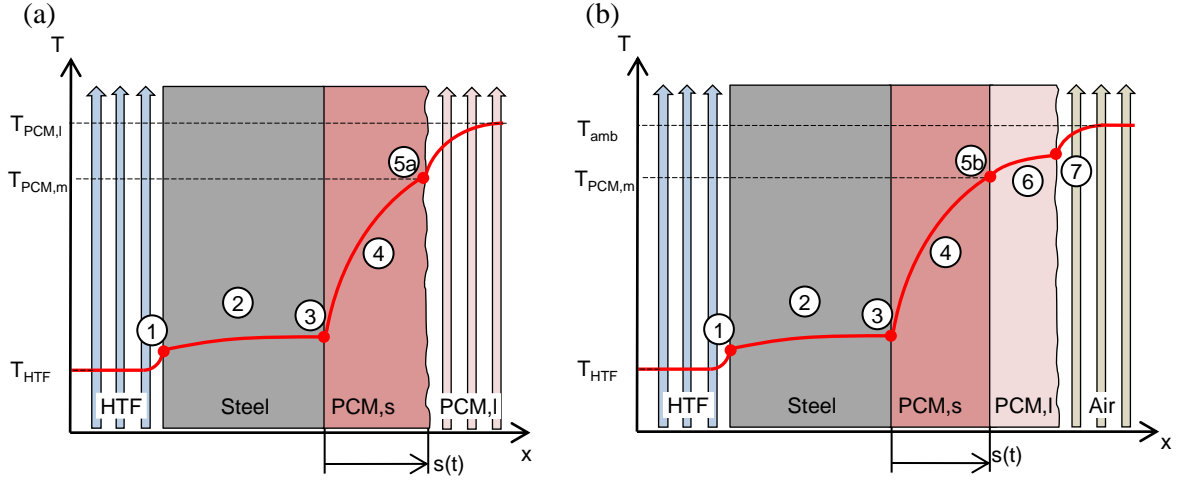 (a)
T
T_PCM,l
T_PCM,m
T_HTF
1
2
3
4
5a
HTF
Steel
PCM,s
PCM,l
x
s(t)
(b)
T
T_amb
T_PCM,m
T_HTF
1
2
3
4
5b
6
7
HTF
Steel
PCM,s
PCM,l
Air
x
s(t)